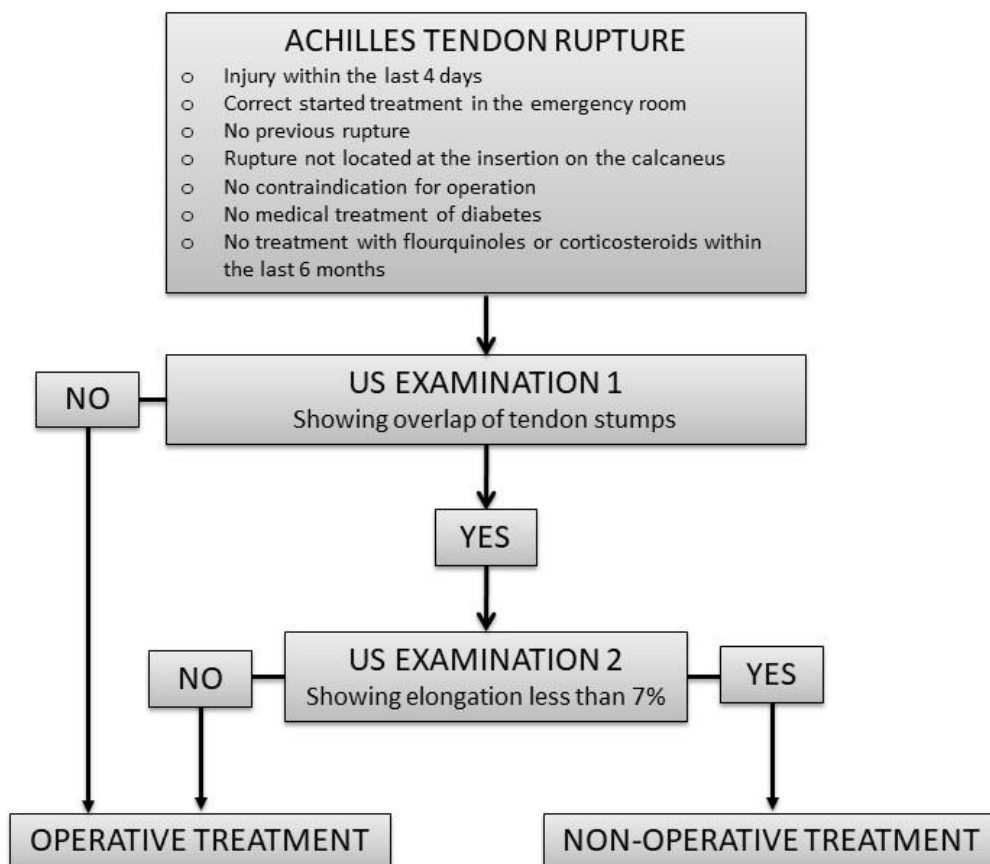 ACHILLES TENDON RUPTURE
o Injury within the last 4 days
o Correct started treatment in the emergency room
o No previous rupture
o Rupture not located at the insertion on the calcaneus
o No contraindication for operation
o No medical treatment of diabetes
o No treatment with flourquinoles or corticosteroids within
the last 6 months
US EXAMINATION 1
Showing overlap of tendon stumps
NO
YES
US EXAMINATION 2
Showing elongation less than 7%
NO
YES
OPERATIVE TREATMENT
NON-OPERATIVE TREATMENT